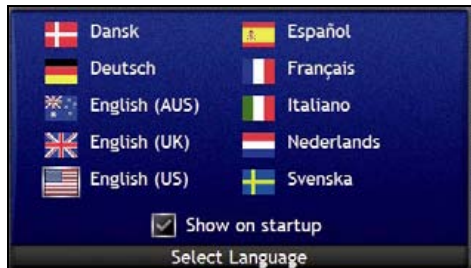 Dansk
Deutsch
English (AUS)
English (UK)
English (US)
Español
Français
Italiano
Nederlands
Svenska
Show on startup
Select Language